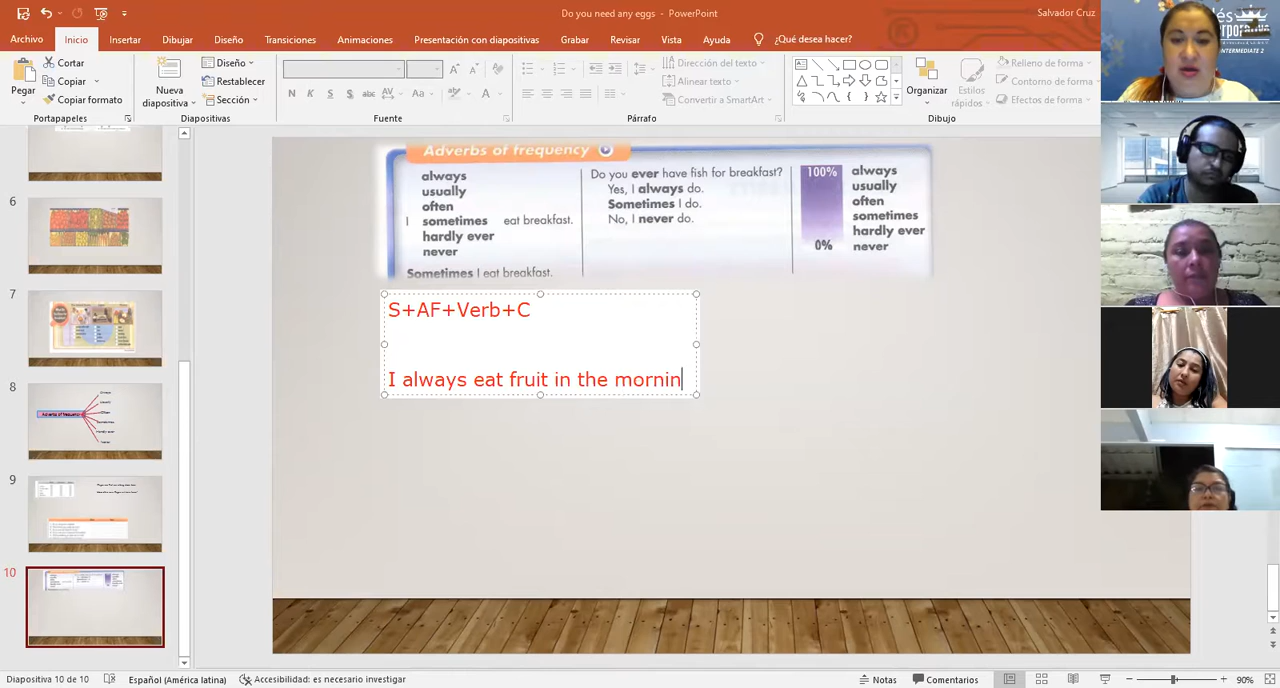 Do you need any eggs - PowerPoint
Salvador Cruz
Archivo
Inicio
Insertar
Dibujar
Diseño
Transiciones
Animaciones
Presentación con diapositivas
Grabar
Revisar
Vista
Ayuda
¿Qué desea hacer?
Pegar
Cortar
Copiar
Copiar formato
Portapapeles
Nueva
diapositiva
Diseño
Restablecer
Sección
Diapositivas
N K S S abc AV Aa
Fuente
Dirección del texto
Alinear texto
Convertir a SmartArt
Párrafo
Organizar
Estilos
rápidos
Relleno de forma
Contorno de forma
Efectos de forma
Dibujo
INTERMEDIATE 2
6
7
8
9
10
Adverbs of frequency
always
usually
often
I sometimes eat breakfast.
hardly ever
never
Sometimes I eat breakfast.
Do you ever have fish for breakfast?
Yes, I always do.
Sometimes I do.
No, I never do.
100%
0%
always
usually
often
sometimes
hardly ever
never
S+AF+Verb+C
I always eat fruit in the mornin
Diapositiva 10 de 10
Español (América latina)
Accesibilidad: es necesario investigar
Notas
Comentarios
90%